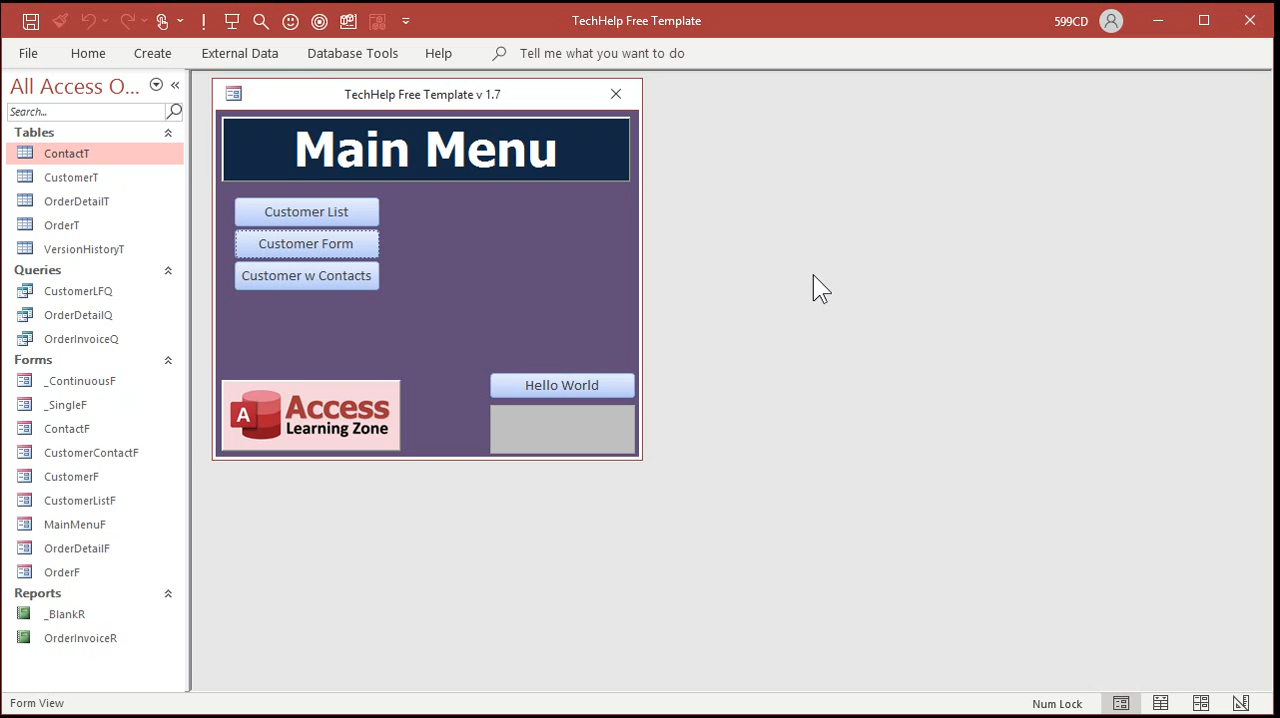 TechHelp Free Template
599CD
File Home Create External Data Database Tools Help Tell me what you want to do
All Access O...
Search...
Tables
ContactT
CustomerT
OrderDetailT
OrderT
VersionHistoryT
Queries
CustomerLFQ
OrderDetailQ
OrderInvoiceQ
Forms
_ContinuousF
_SingleF
ContactF
CustomerContactF
CustomerF
CustomerListF
MainMenuF
OrderDetailF
OrderF
Reports
_BlankR
OrderInvoiceR
TechHelp Free Template v 1.7
Main Menu
Customer List
Customer Form
Customer w Contacts
A Access
Learning Zone
Hello World
Form View
Num Lock